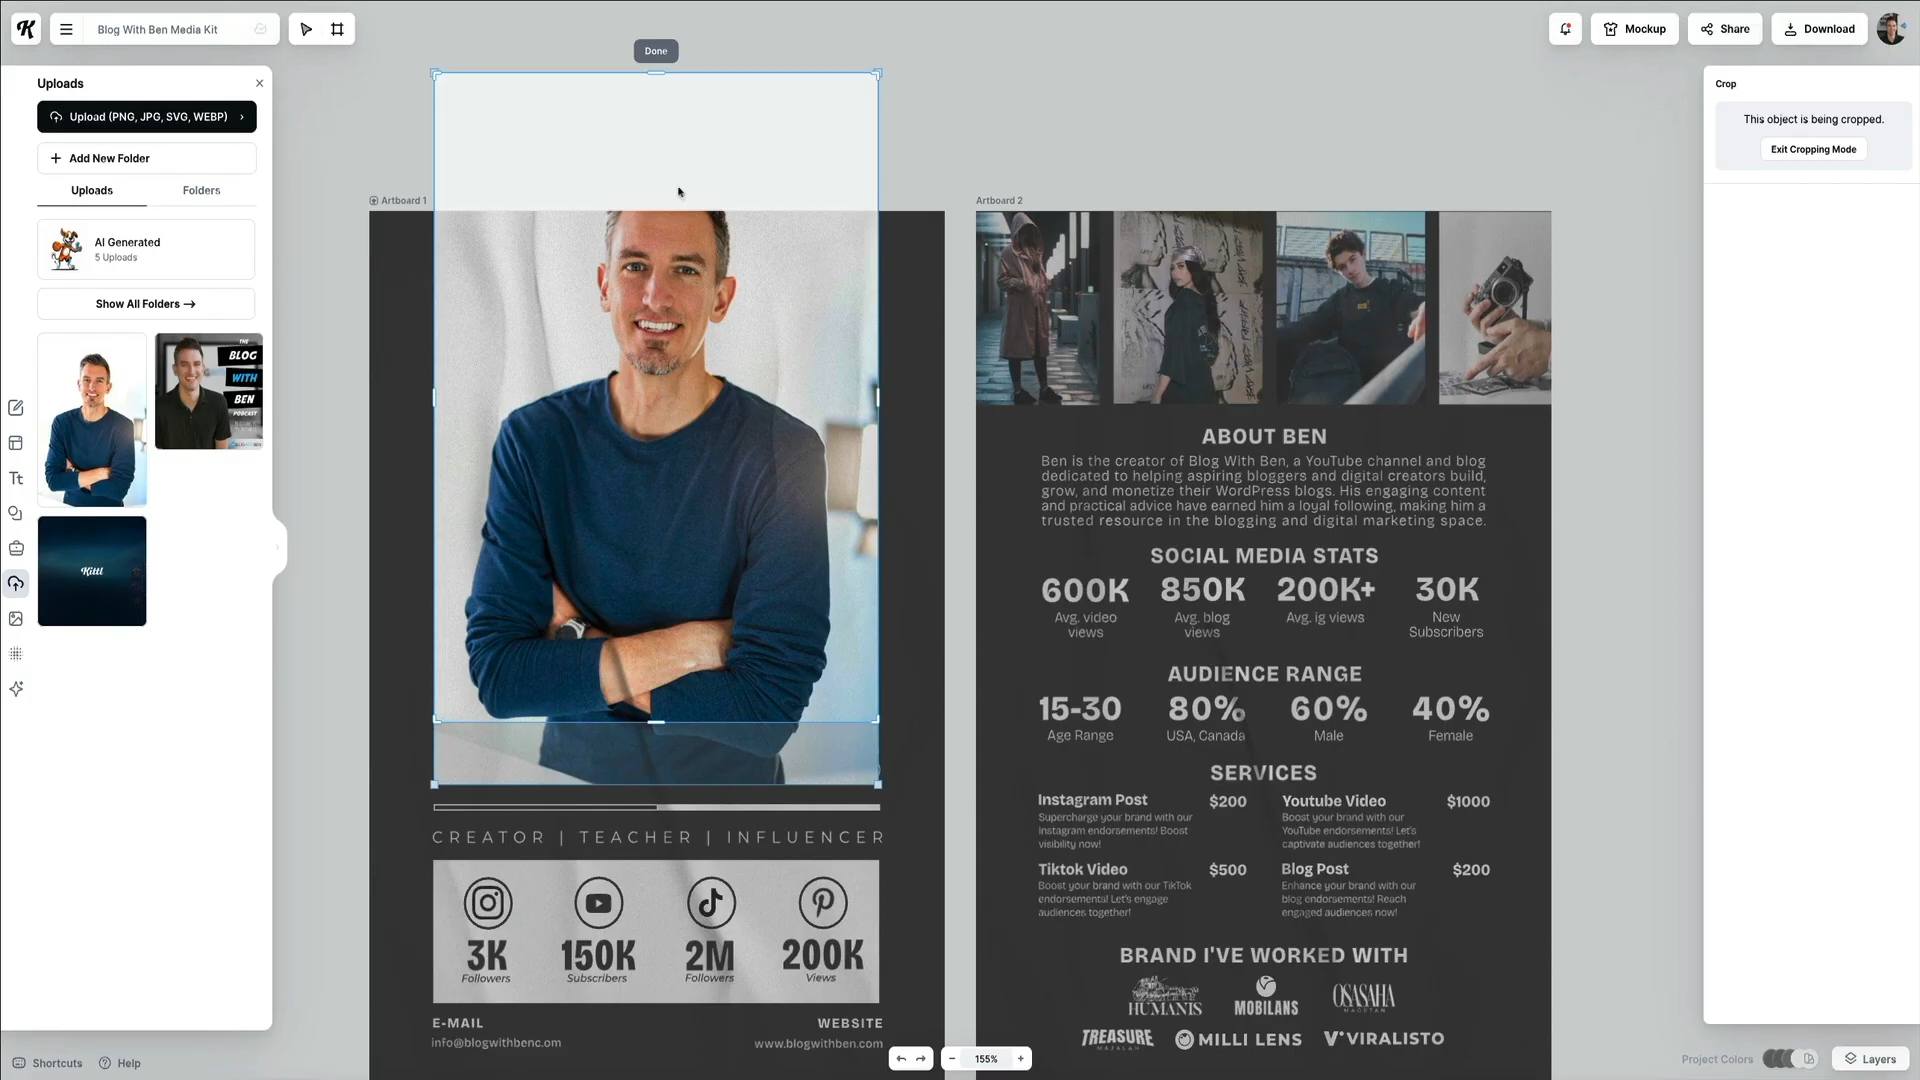 K
Blog With Ben Media Kit
Mockup
Share
Download
Done
Uploads
Upload (PNG, JPG, SVG, WEBP)
Add New Folder
Uploads
Folders
AI Generated
5 Uploads
Show All Folders
THE
BLOG
WITH
BEN
PODCAST
Kittl
Tt
Shortcuts
Help
Artboard 1
CREATOR | TEACHER | INFLUENCER
3K
Followers
150K
Subscribers
2M
Followers
200K
Views
E-MAIL
info@blogwithbenc.om
WEBSITE
www.blogwithben.com
155%
Artboard 2
ABOUT BEN
Ben is the creator of Blog With Ben, a YouTube channel and blog
dedicated to helping aspiring bloggers and digital creators build,
grow, and monetize their WordPress blogs. His engaging content
and practical advice have earned him a loyal following, making him a
trusted resource in the blogging and digital marketing space.
SOCIAL MEDIA STATS
600K
Avg. video
views
850K
Avg. blog
views
200K+
Avg. ig views
30K
New
Subscribers
AUDIENCE RANGE
15-30
Age Range
80%
USA, Canada
60%
Male
40%
Female
SERVICES
Instagram Post
$200
Supercharge your brand with our
instagram endorsements! Boost
visibility now!
Youtube Video
$1000
Boost your brand with our
YouTube endorsements! Let's
captivate audiences together!
Tiktok Video
$500
Boost your brand with our TikTok
endorsements! Let's engage
audiences together!
Blog Post
$200
Enhance your brand with our
blog endorsements! Reach
engaged audiences now!
BRAND I'VE WORKED WITH
HUMANIS
MOBILANS
OSASAHA
MAGETAN
TREASURE
MAJALAH
MILLI LENS
VIRALISTO
Crop
This object is being cropped.
Exit Cropping Mode
Project Colors
Layers